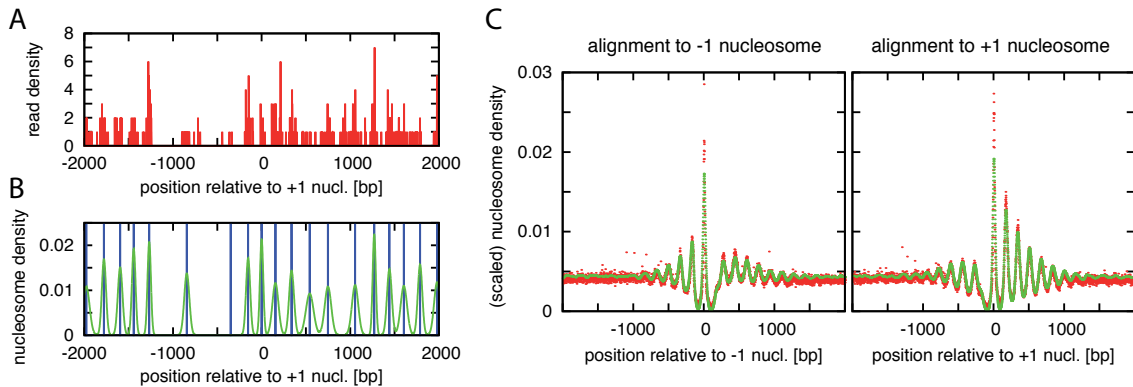 A
read density
8
6
4
2
0
-2000 -1000 0 1000 2000
position relative to +1 nucl. [bp]
B
nucleosome density
0.02
0.01
0
-2000 -1000 0 1000 2000
position relative to +1 nucl. [bp]
C
alignment to -1 nucleosome
alignment to +1 nucleosome
(scaled) nucleosome density
0.03
0.02
0.01
0
-1000 0 1000
-1000 0 1000
position relative to -1 nucl. [bp]
position relative to +1 nucl. [bp]